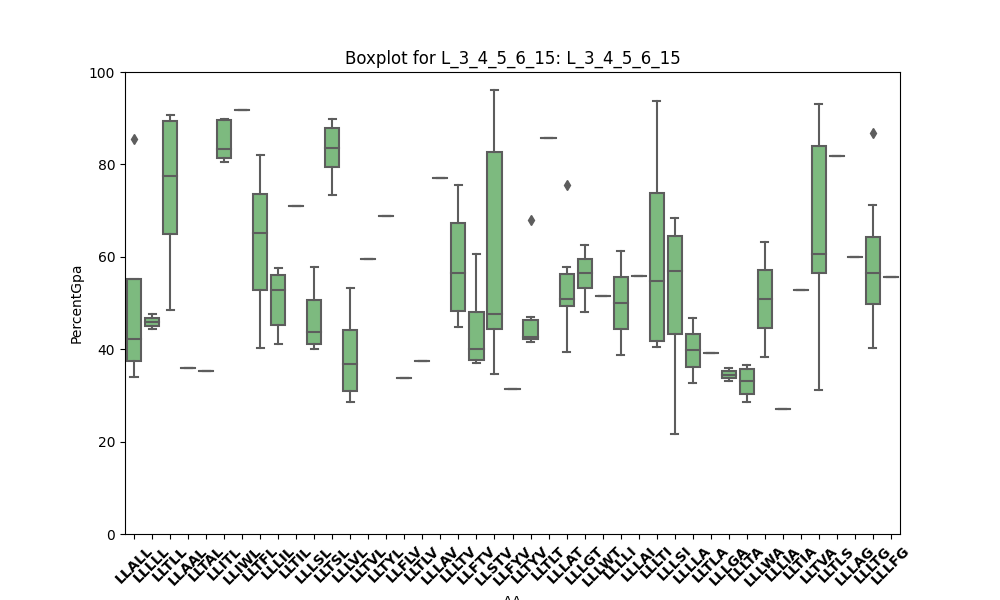 Boxplot for L_3_4_5_6_15: L_3_4_5_6_15
PercentGpa
100
80
60
40
20
0
LLALL
LLLLL
LLTLL
LLAAL
LLTAL
LLITL
LLIWL
LLTFL
LLLIL
LLTIL
LLLSL
LLTSL
LLLVL
LLTVL
LLTYL
LLFLV
LLTLV
LLLAV
LLLTV
LLFTV
LLSTV
LLFYV
LLTYV
LLTLT
LLLAT
LLLGT
LLLWT
LLLLI
LLLAI
LLLTI
LLLSI
LLLLA
LLTLA
LLLGA
LLLTA
LLLWA
LLLIA
LLTIA
LLTVA
LLTLS
LLLAG
LLLTG
LLLFG